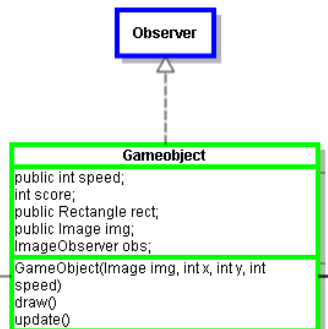 Observer
Gameobject
public int speed;
int score;
public Rectangle rect;
public Image img;
ImageObserver obs;
GameObject(Image img, int x, int y, int
speed)
draw()
update()